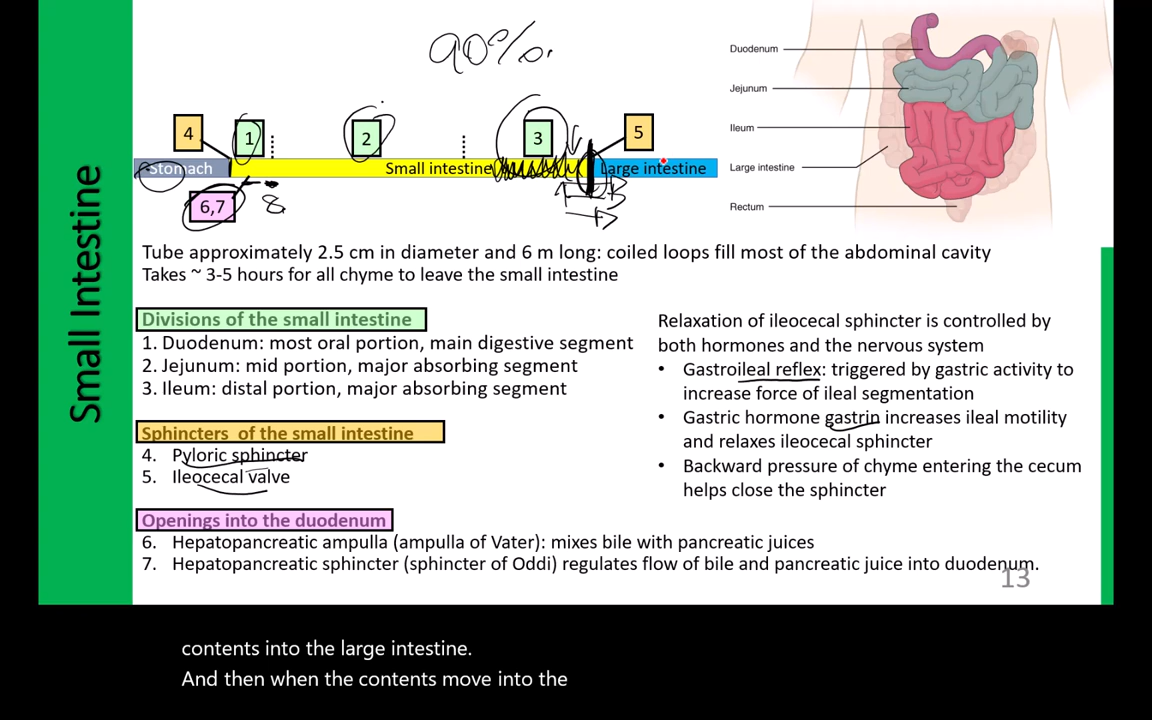 90%
Duodenum
Jejunum
Ileum
Large intestine
Rectum
4
1
2
3
5
Stomach
Small intestine
Large intestine
6,7
8
B
Small Intestine
Tube approximately 2.5 cm in diameter and 6 m long: coiled loops fill most of the abdominal cavity
Takes ~ 3-5 hours for all chyme to leave the small intestine
Divisions of the small intestine
1. Duodenum: most oral portion, main digestive segment
2. Jejunum: mid portion, major absorbing segment
3. Ileum: distal portion, major absorbing segment
Sphincters of the small intestine
4. Pyloric sphincter
5. Ileocecal valve
Relaxation of ileocecal sphincter is controlled by
both hormones and the nervous system
• Gastroileal reflex: triggered by gastric activity to
increase force of ileal segmentation
• Gastric hormone gastrin increases ileal motility
and relaxes ileocecal sphincter
• Backward pressure of chyme entering the cecum
helps close the sphincter
Openings into the duodenum
6. Hepatopancreatic ampulla (ampulla of Vater): mixes bile with pancreatic juices
7. Hepatopancreatic sphincter (sphincter of Oddi) regulates flow of bile and pancreatic juice into duodenum.
13
contents into the large intestine.
And then when the contents move into the